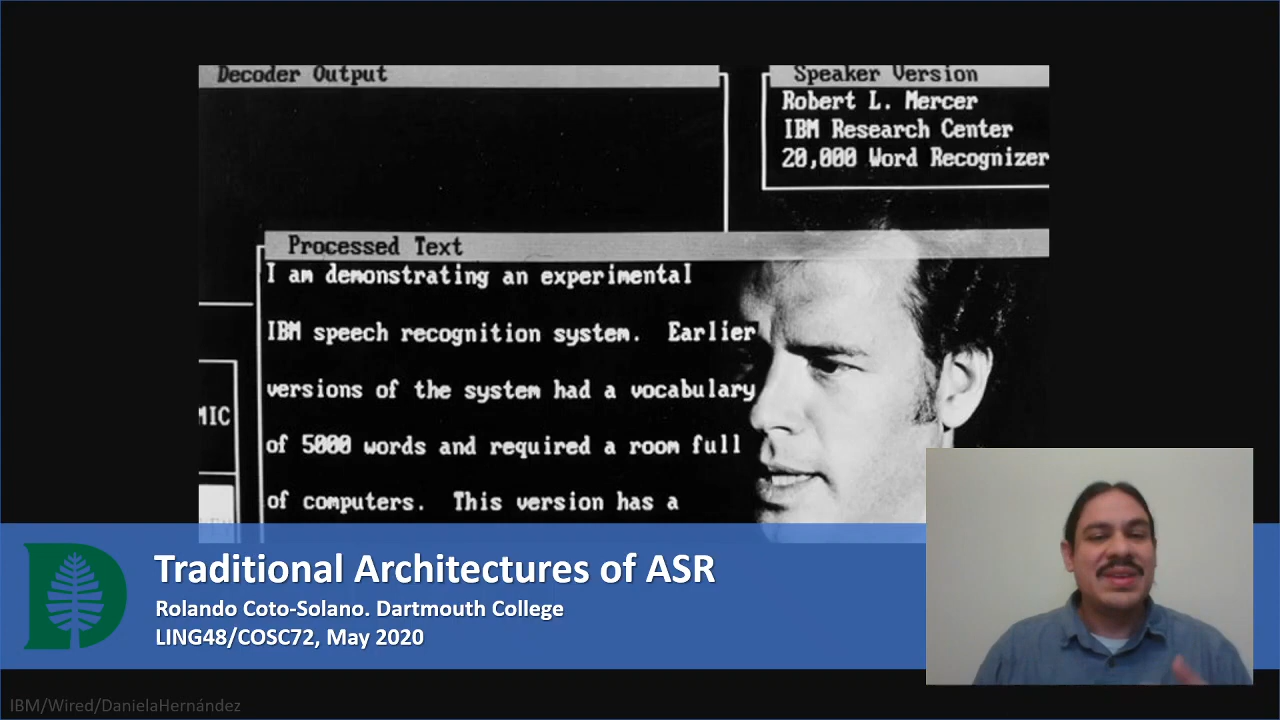 Decoder Output
Speaker Version
Robert L. Mercer
IBM Research Center
20,000 Word Recognizer
Processed Text
I am demonstrating an experimental
IBM speech recognition system. Earlier
versions of the system had a vocabulary
of 5000 words and required a room full
of computers. This version has a
MIC
Traditional Architectures of ASR
Rolando Coto-Solano. Dartmouth College
LING48/COSC72, May 2020
D
IBM/Wired/DanielaHernández